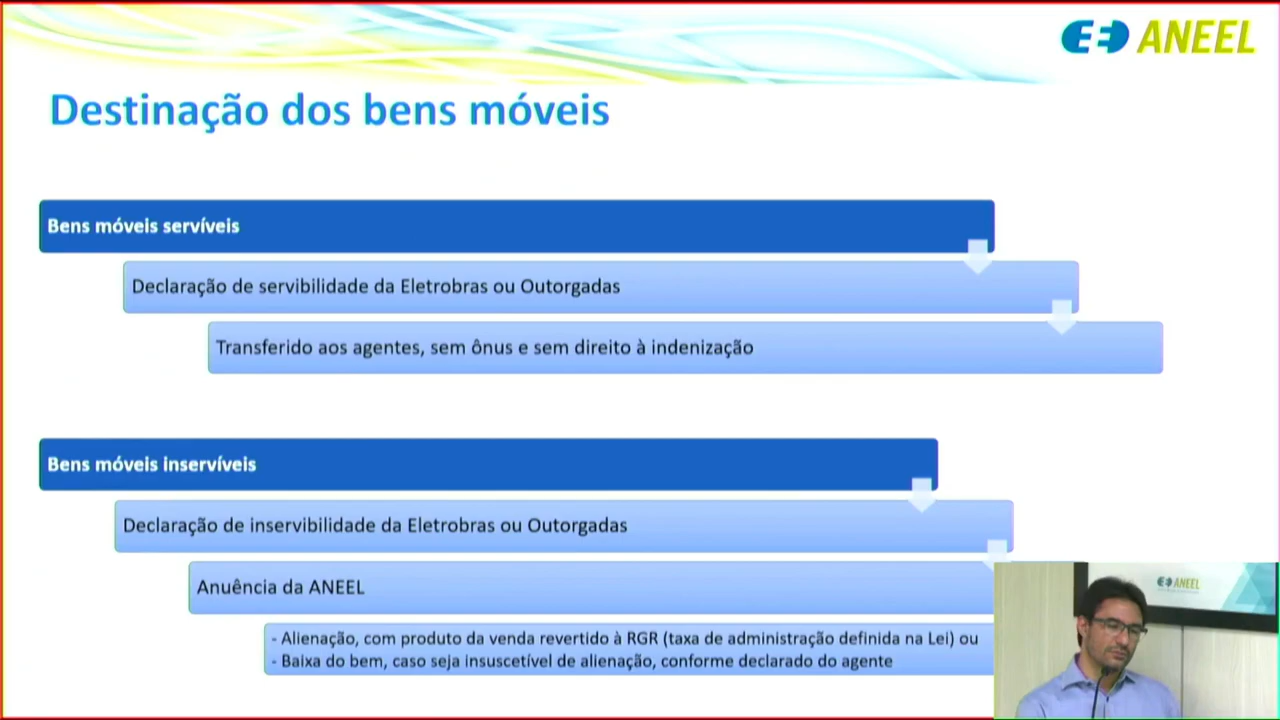 ANEEL
Destinação dos bens móveis
Bens móveis servíveis
Declaração de servibilidade da Eletrobras ou Outorgadas
Transferido aos agentes, sem ônus e sem direito à indenização
Bens móveis inservíveis
Declaração de inservibilidade da Eletrobras ou Outorgadas
Anuência da ANEEL
- Alienação, com produto da venda revertido à RGR (taxa de administração definida na Lei) ou
- Baixa do bem, caso seja insuscetível de alienação, conforme declarado do agente
ANEEL